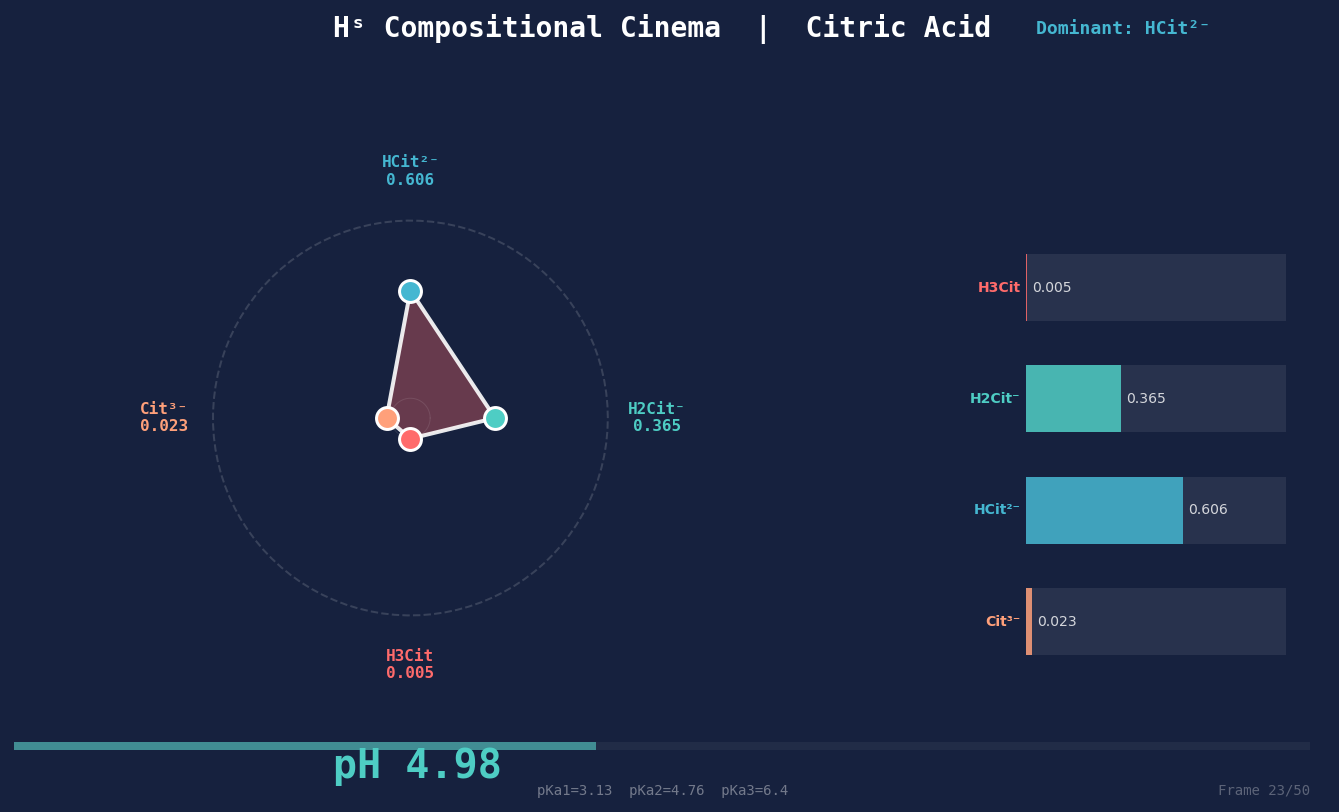 Hˢ Compositional Cinema | Citric Acid
Dominant: HCit²⁻
HCit²⁻
0.606
Cit³⁻
0.023
H2Cit⁻
0.365
H3Cit
0.005
H3Cit
0.005
H2Cit⁻
0.365
HCit²⁻
0.606
Cit³⁻
0.023
pH 4.98
pKa1=3.13 pKa2=4.76 pKa3=6.4
Frame 23/50